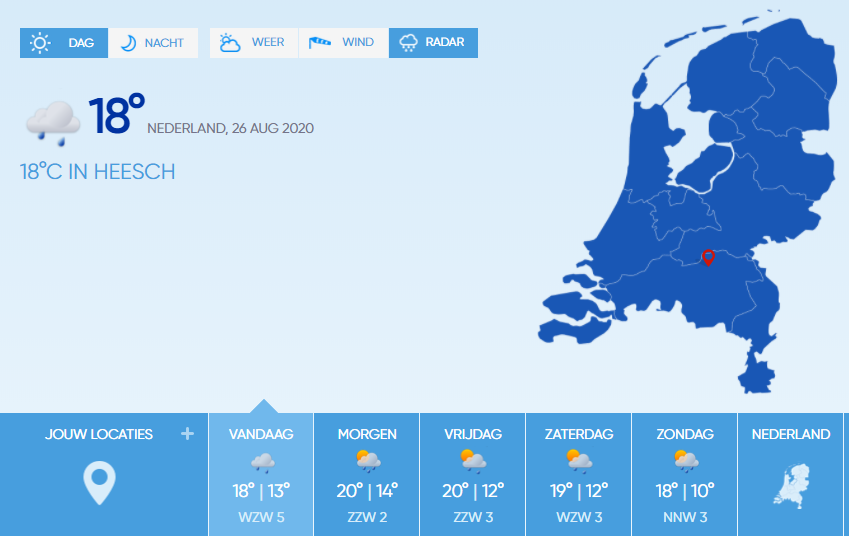 DAG
NACHT
WEER
WIND
RADAR
18°
NEDERLAND, 26 AUG 2020
18°C IN HEESCH
JOUW LOCATIES +
VANDAAG
18° | 13°
WZW 5
MORGEN
20° | 14°
ZZW 2
VRIJDAG
20° | 12°
ZZW 3
ZATERDAG
19° | 12°
WZW 3
ZONDAG
18° | 10°
NNW 3
NEDERLAND